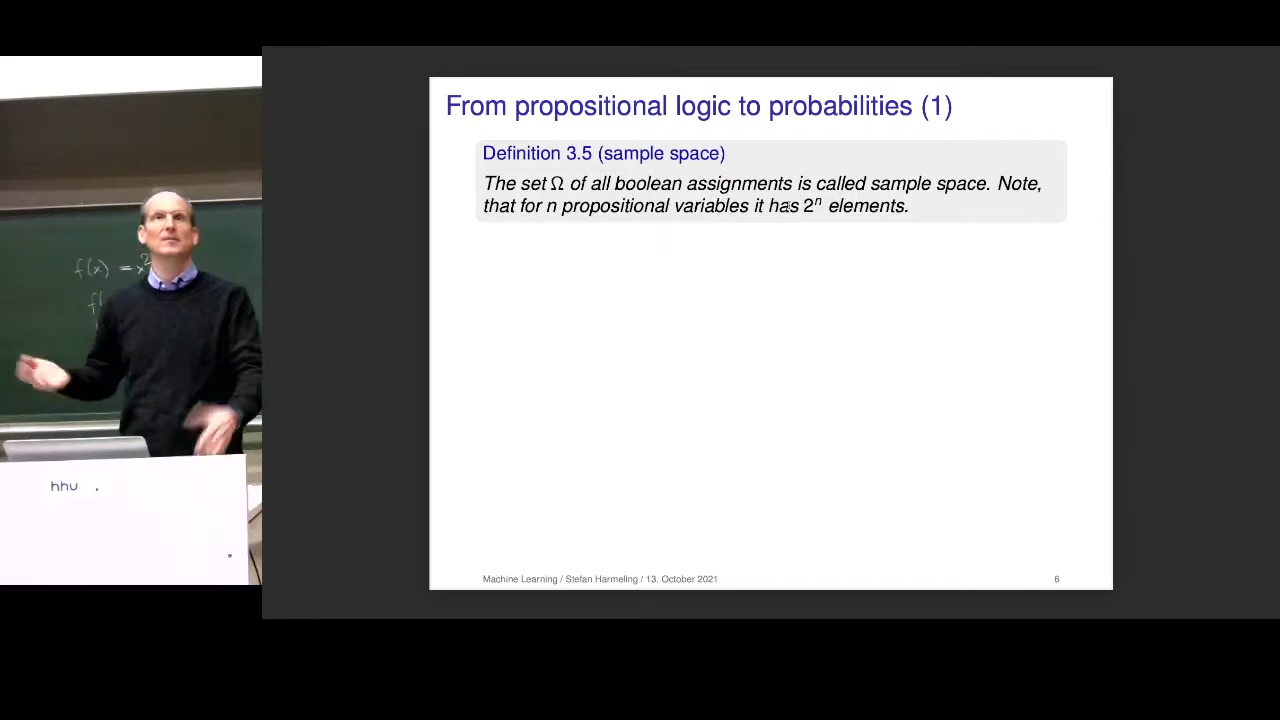 From propositional logic to probabilities (1)
Definition 3.5 (sample space)
The set Ω of all boolean assignments is called sample space. Note,
that for n propositional variables it has 2ⁿ elements.
Machine Learning / Stefan Harmeling / 13. October 2021
6
f(x) = x²
f'
hhu .